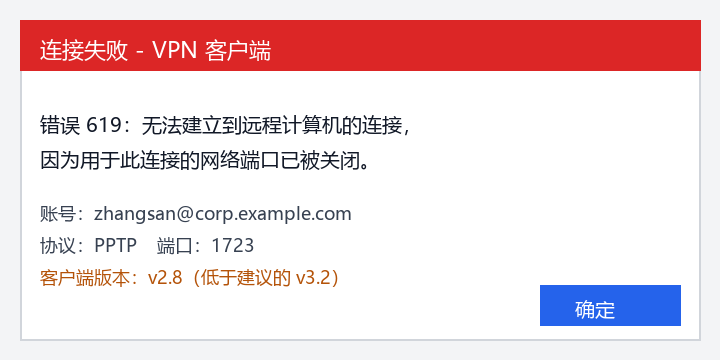 连接失败 - VPN 客户端
错误 619：无法建立到远程计算机的连接，
因为用于此连接的网络端口已被关闭。
账号：zhangsan@corp.example.com
协议：PPTP    端口：1723
客户端版本：v2.8（低于建议的 v3.2）
确定